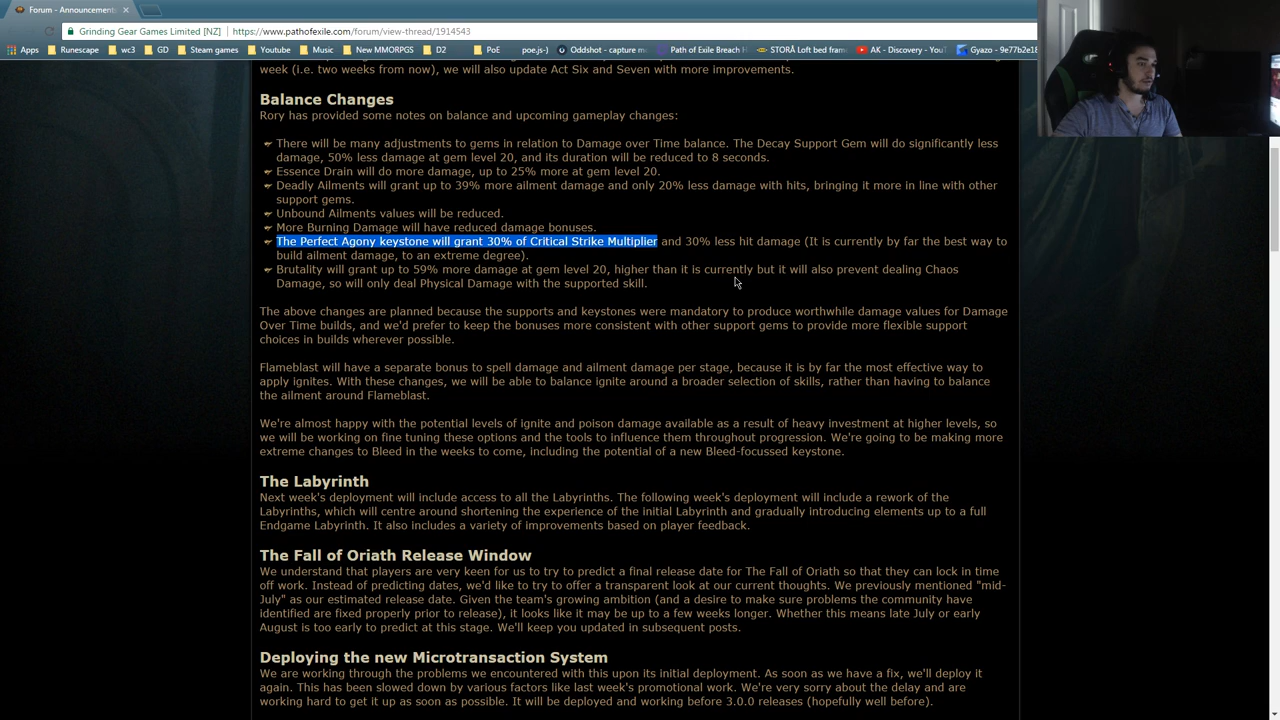 Forum - Announcement
Grinding Gear Games Limited [NZ]
https://www.pathofexile.com/forum/view-thread/1914543
Apps
Runescape
wc3
GD
Steam games
Youtube
Music
New MMORPGS
D2
PoE
poe.js-)
Oddshot - capture m
Path of Exile Breach H
STORÅ Loft bed fram
AK - Discovery - You
Gyazo - 9e77b2e18
week (i.e. two weeks from now), we will also update Act Six and Seven with more improvements.
Balance Changes
Rory has provided some notes on balance and upcoming gameplay changes:
There will be many adjustments to gems in relation to Damage over Time balance. The Decay Support Gem will do significantly less
damage, 50% less damage at gem level 20, and its duration will be reduced to 8 seconds.
Essence Drain will do more damage, up to 25% more at gem level 20.
Deadly Ailments will grant up to 39% more ailment damage and only 20% less damage with hits, bringing it more in line with other
support gems.
Unbound Ailments values will be reduced.
More Burning Damage will have reduced damage bonuses.
The Perfect Agony keystone will grant 30% of Critical Strike Multiplier and 30% less hit damage (It is currently by far the best way to
build ailment damage, to an extreme degree).
Brutality will grant up to 59% more damage at gem level 20, higher than it is currently but it will also prevent dealing Chaos
Damage, so will only deal Physical Damage with the supported skill.
The above changes are planned because the supports and keystones were mandatory to produce worthwhile damage values for Damage
Over Time builds, and we'd prefer to keep the bonuses more consistent with other support gems to provide more flexible support
choices in builds wherever possible.
Flameblast will have a separate bonus to spell damage and ailment damage per stage, because it is by far the most effective way to
apply ignites. With these changes, we will be able to balance ignite around a broader selection of skills, rather than having to balance
the ailment around Flameblast.
We're almost happy with the potential levels of ignite and poison damage available as a result of heavy investment at higher levels, so
we will be working on fine tuning these options and the tools to influence them throughout progression. We're going to be making more
extreme changes to Bleed in the weeks to come, including the potential of a new Bleed-focussed keystone.
The Labyrinth
Next week's deployment will include access to all the Labyrinths. The following week's deployment will include a rework of the
Labyrinths, which will centre around shortening the experience of the initial Labyrinth and gradually introducing elements up to a full
Endgame Labyrinth. It also includes a variety of improvements based on player feedback.
The Fall of Oriath Release Window
We understand that players are very keen for us to try to predict a final release date for The Fall of Oriath so that they can lock in time
off work. Instead of predicting dates, we'd like to try to offer a transparent look at our current thoughts. We previously mentioned "mid-
July" as our estimated release date. Given the team's growing ambition (and a desire to make sure problems the community have
identified are fixed properly prior to release), it looks like it may be up to a few weeks longer. Whether this means late July or early
August is too early to predict at this stage. We'll keep you updated in subsequent posts.
Deploying the new Microtransaction System
We are working through the problems we encountered with this upon its initial deployment. As soon as we have a fix, we'll deploy it
again. This has been slowed down by various factors like last week's promotional work. We're very sorry about the delay and are
working hard to get it up as soon as possible. It will be deployed and working before 3.0.0 releases (hopefully well before).